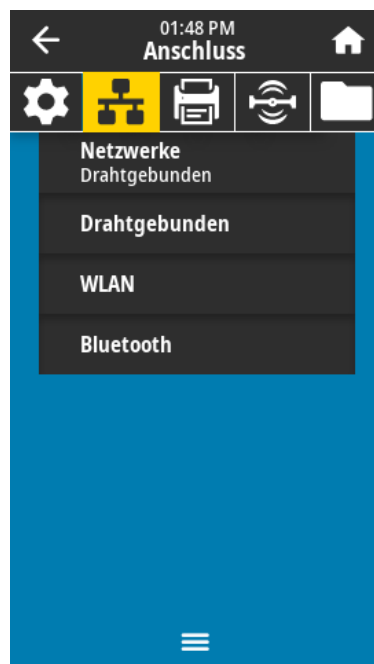 01:48 PM
Anschluss
Netzwerke
Drahtgebunden
Drahtgebunden
WLAN
Bluetooth